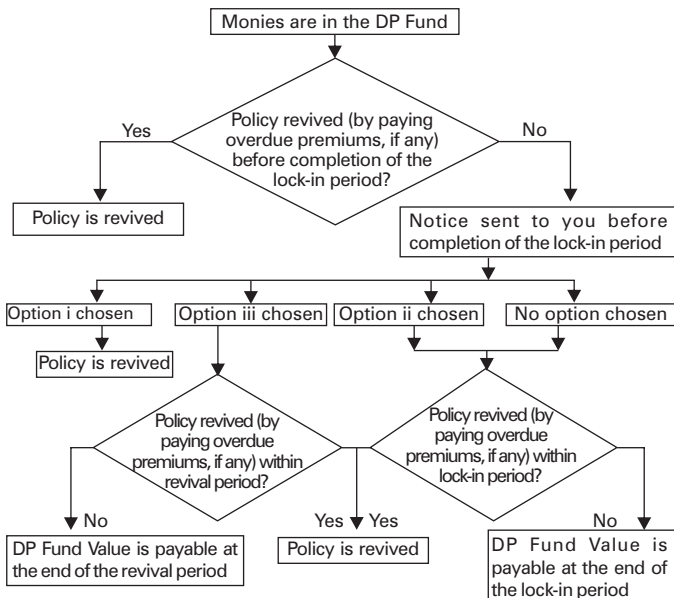 Monies are in the DP Fund
Policy revived (by paying
overdue premiums, if any)
before completion of the
lock-in period?
Yes
No
Policy is revived
Notice sent to you before
completion of the lock-in period
Option i chosen
Option iii chosen
Option ii chosen
No option chosen
Policy is revived
Policy revived (by
paying overdue
premiums, if any) within
revival period?
Policy revived (by
paying overdue
premiums, if any) within
lock-in period?
No
Yes
Yes
No
DP Fund Value is payable at
the end of the revival period
Policy is revived
DP Fund Value is
payable at the end of
the lock-in period